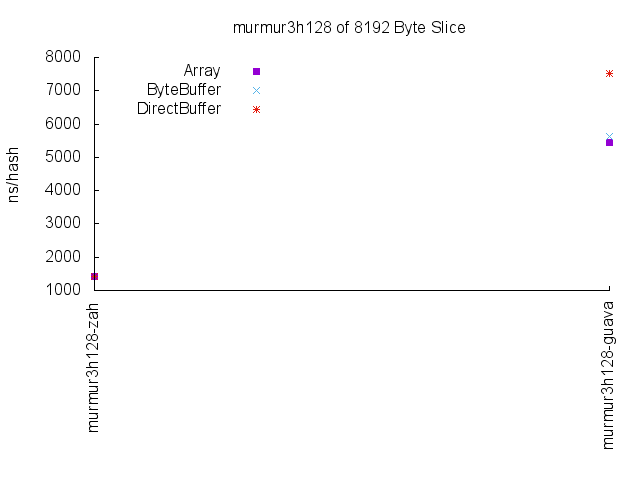 murmur3h128 of 8192 Byte Slice
8000
7000
6000
5000
4000
3000
2000
1000
ns/hash
Array
ByteBuffer
DirectBuffer
murmur3h128-zah
murmur3h128-guava